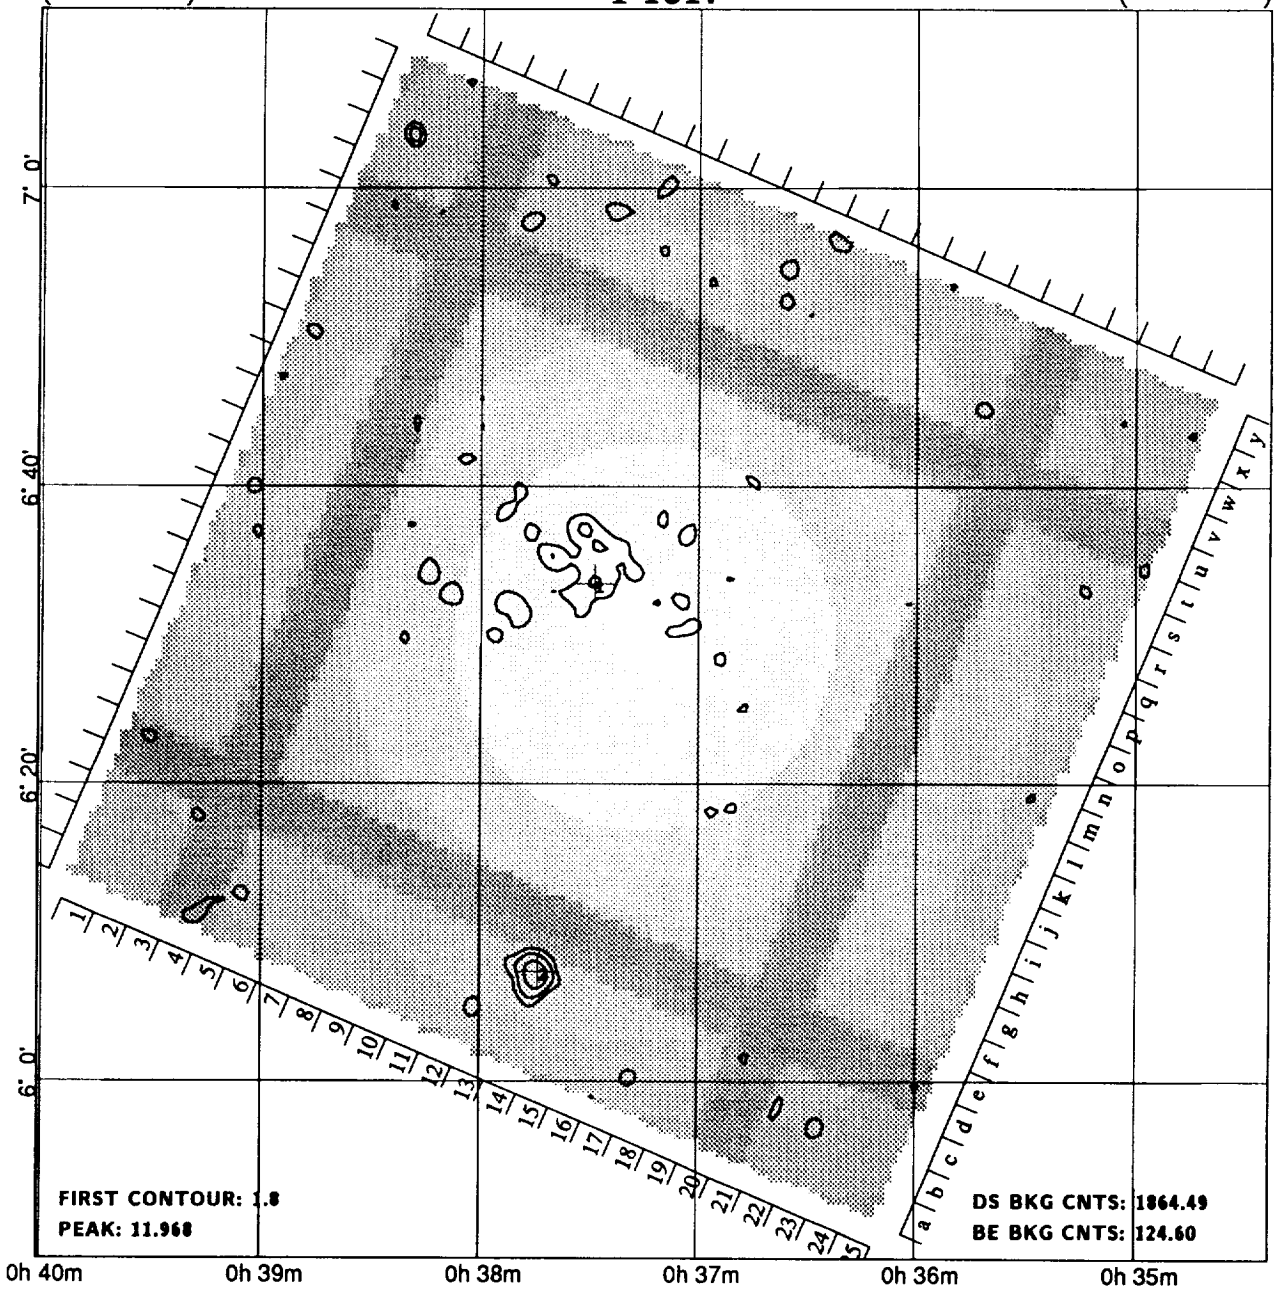 7° 0'
6° 40'
6° 20'
6° 0'
1 2 3 4 5 6 7 8 9 10 11 12 13 14 15 16 17 18 19 20 21 22 23 24 25
a b c d e f g h i j k l m n o p q r s t u v w x y
FIRST CONTOUR: 1.8
PEAK: 11.968
DS BKG CNTS: 1864.49
BE BKG CNTS: 124.60
0h 40m 0h 39m 0h 38m 0h 37m 0h 36m 0h 35m